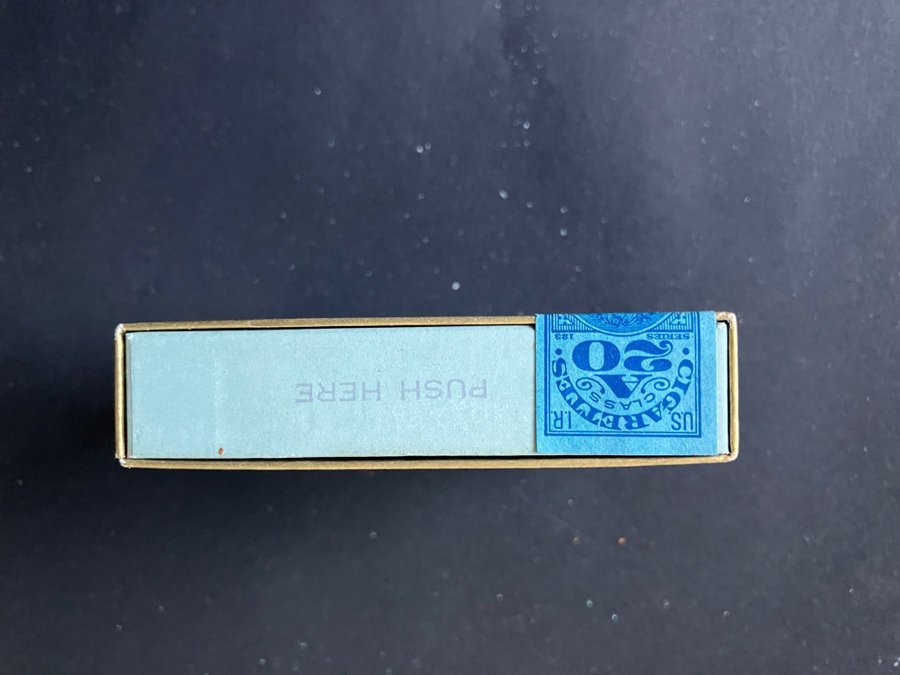 PUSH HERE
U.S. I.R.
CIGARETTES
CLASS
A
20
SERIES 123